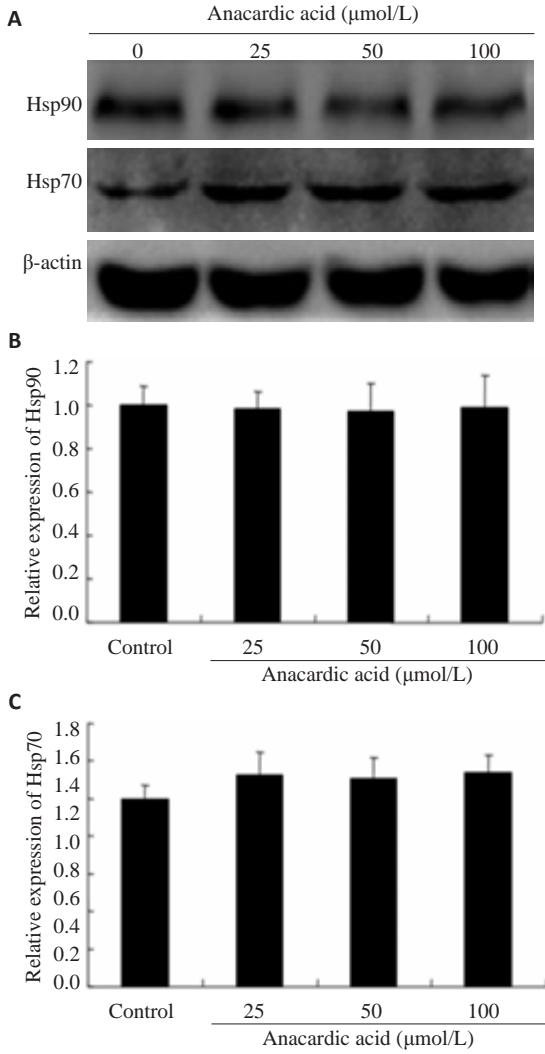 A
Anacardic acid (μmol/L)
0 25 50 100
Hsp90
Hsp70
β-actin
B
Relative expression of Hsp90
1.2
1.0
0.8
0.6
0.4
0.2
0.0
Control 25 50 100
Anacardic acid (μmol/L)
C
Relative expression of Hsp70
1.8
1.6
1.4
1.2
1.0
0.8
0.6
0.4
0.2
0.0
Control 25 50 100
Anacardic acid (μmol/L)